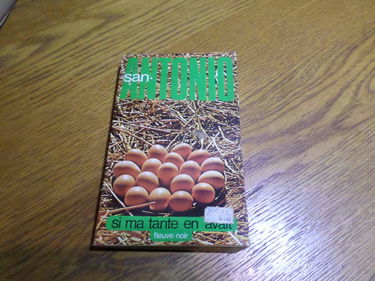 san-
ANTONIO
si ma tante en avait
fleuve noir